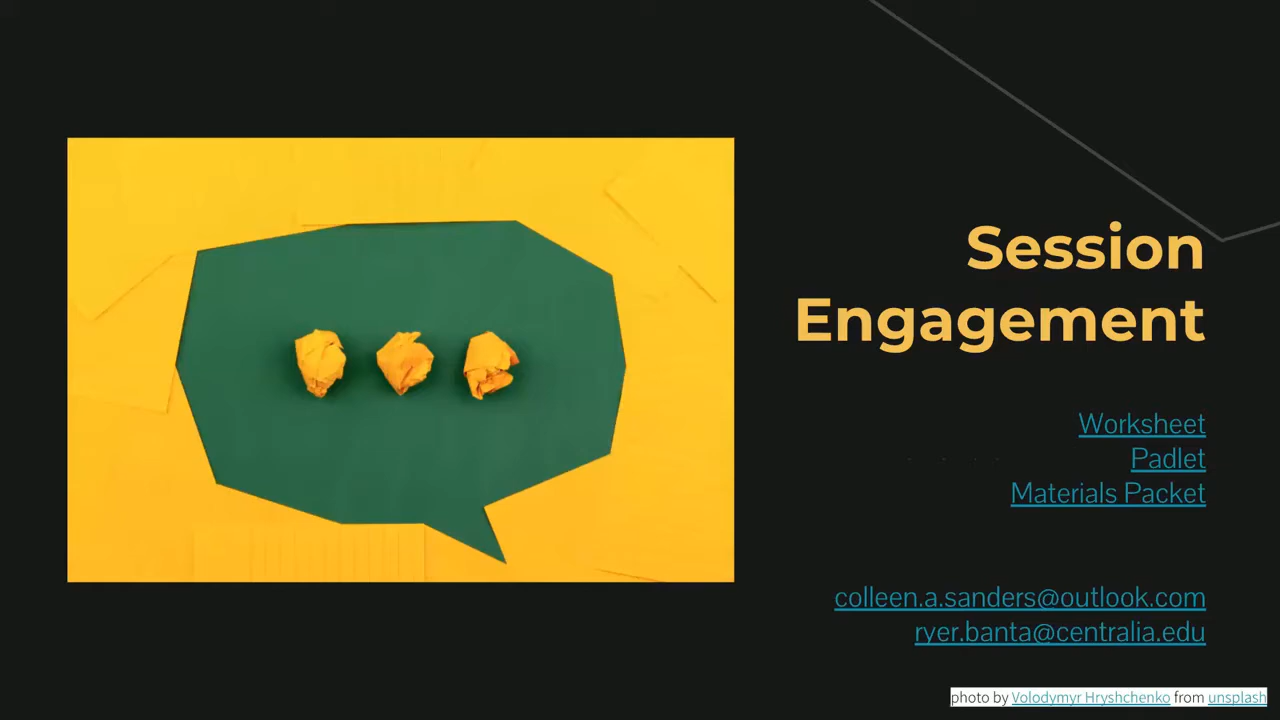 Session
Engagement
Worksheet
Padlet
Materials Packet
colleen.a.sanders@outlook.com
ryer.banta@centralia.edu
photo by Volodymyr Hryshchenko from unsplash